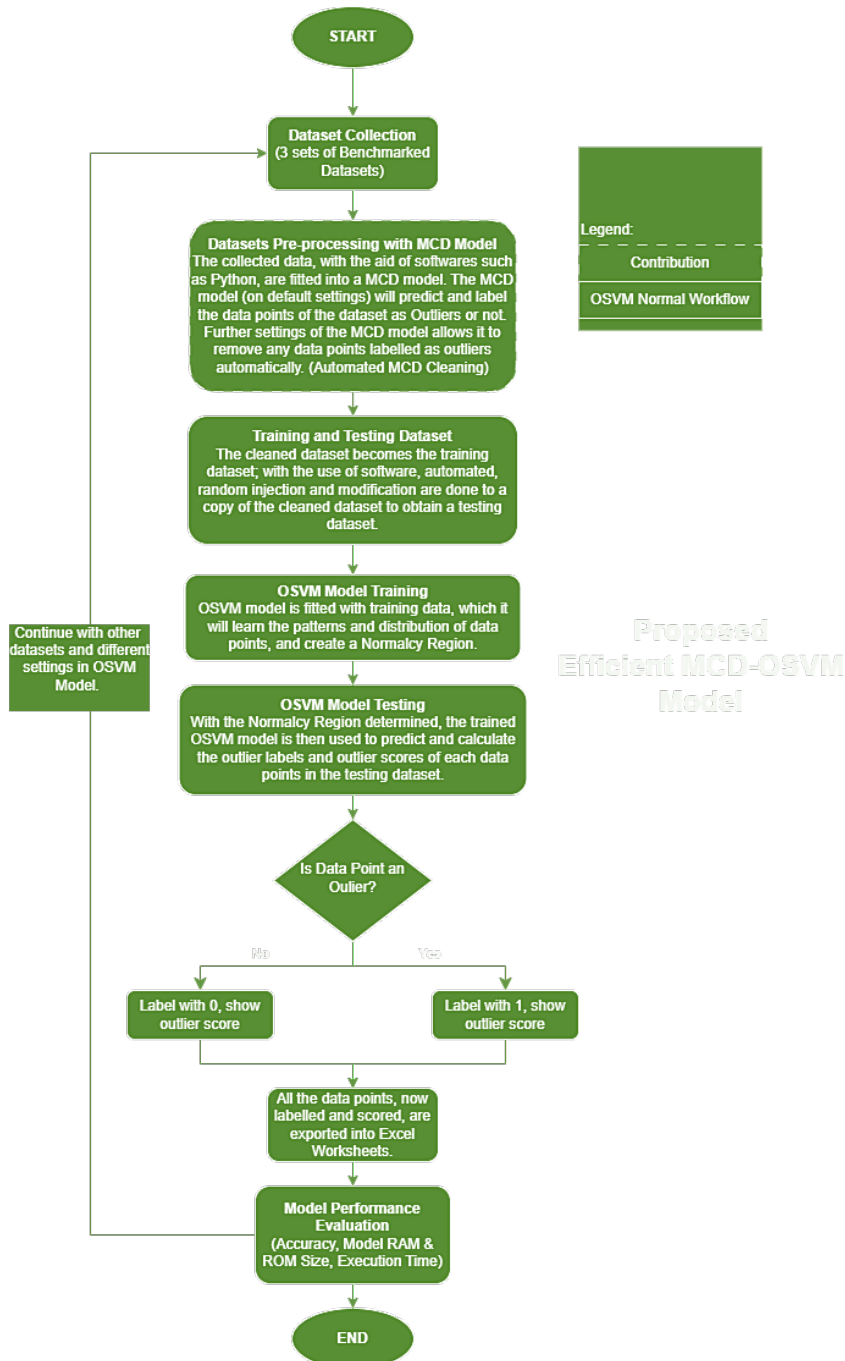 START
Dataset Collection
(3 sets of Benchmarked
Datasets)
Datasets Pre-processing with MCD Model
The collected data, with the aid of softwares such
as Python, are fitted into a MCD model. The MCD
model (on default settings) will predict and label
the data points of the dataset as Outliers or not.
Further settings of the MCD model allows it to
remove any data points labelled as outliers
automatically. (Automated MCD Cleaning)
Legend:
Contribution
OSVM Normal Workflow
Training and Testing Dataset
The cleaned dataset becomes the training
dataset; with the use of software, automated,
random injection and modification are done to a
copy of the cleaned dataset to obtain a testing
dataset.
OSVM Model Training
OSVM model is fitted with training data, which it
will learn the patterns and distribution of data
points, and create a Normalcy Region.
Continue with other
datasets and different
settings in OSVM
Model.
Proposed
Efficient MCD-OSVM
Model
OSVM Model Testing
With the Normalcy Region determined, the trained
OSVM model is then used to predict and calculate
the outlier labels and outlier scores of each data
points in the testing dataset.
Is Data Point an
Oulier?
No
Yes
Label with 0, show
outlier score
Label with 1, show
outlier score
All the data points, now
labelled and scored, are
exported into Excel
Worksheets.
Model Performance
Evaluation
(Accuracy, Model RAM &
ROM Size, Execution Time)
END